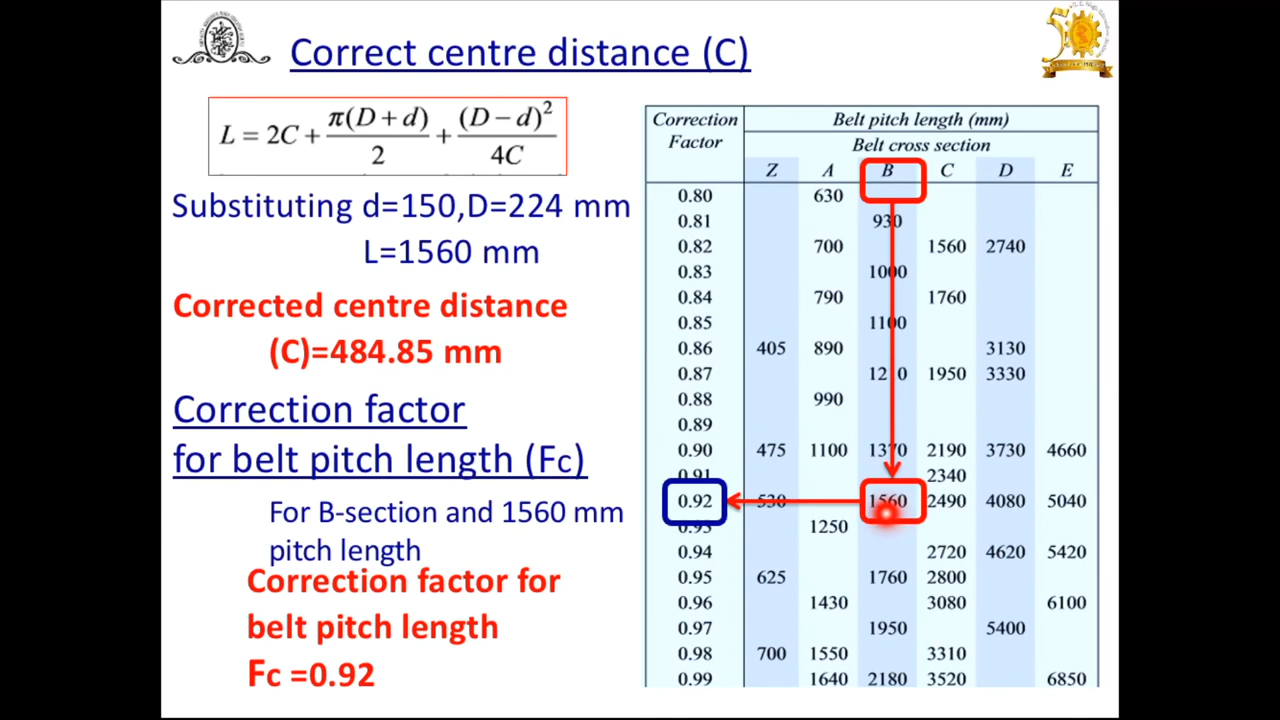 Correct centre distance (C)
L = 2C + π(D + d)/2 + (D − d)²/4C
Substituting d=150,D=224 mm
L=1560 mm
Corrected centre distance
(C)=484.85 mm
Correction factor
for belt pitch length (Fc)
For B-section and 1560 mm
pitch length
Correction factor for
belt pitch length
Fc =0.92
Correction Belt pitch length (mm)
Factor Belt cross section
Z A B C D E
0.80 630
0.81 930
0.82 700 1560 2740
0.83 1000
0.84 790 1760
0.85 1100
0.86 405 890 3130
0.87 1210 1950 3330
0.88 990
0.89
0.90 475 1100 1370 2190 3730 4660
0.91 2340
0.92 530 1560 2490 4080 5040
0.93 1250
0.94 2720 4620 5420
0.95 625 1760 2800
0.96 1430 3080 6100
0.97 1950 5400
0.98 700 1550 3310
0.99 1640 2180 3520 6850